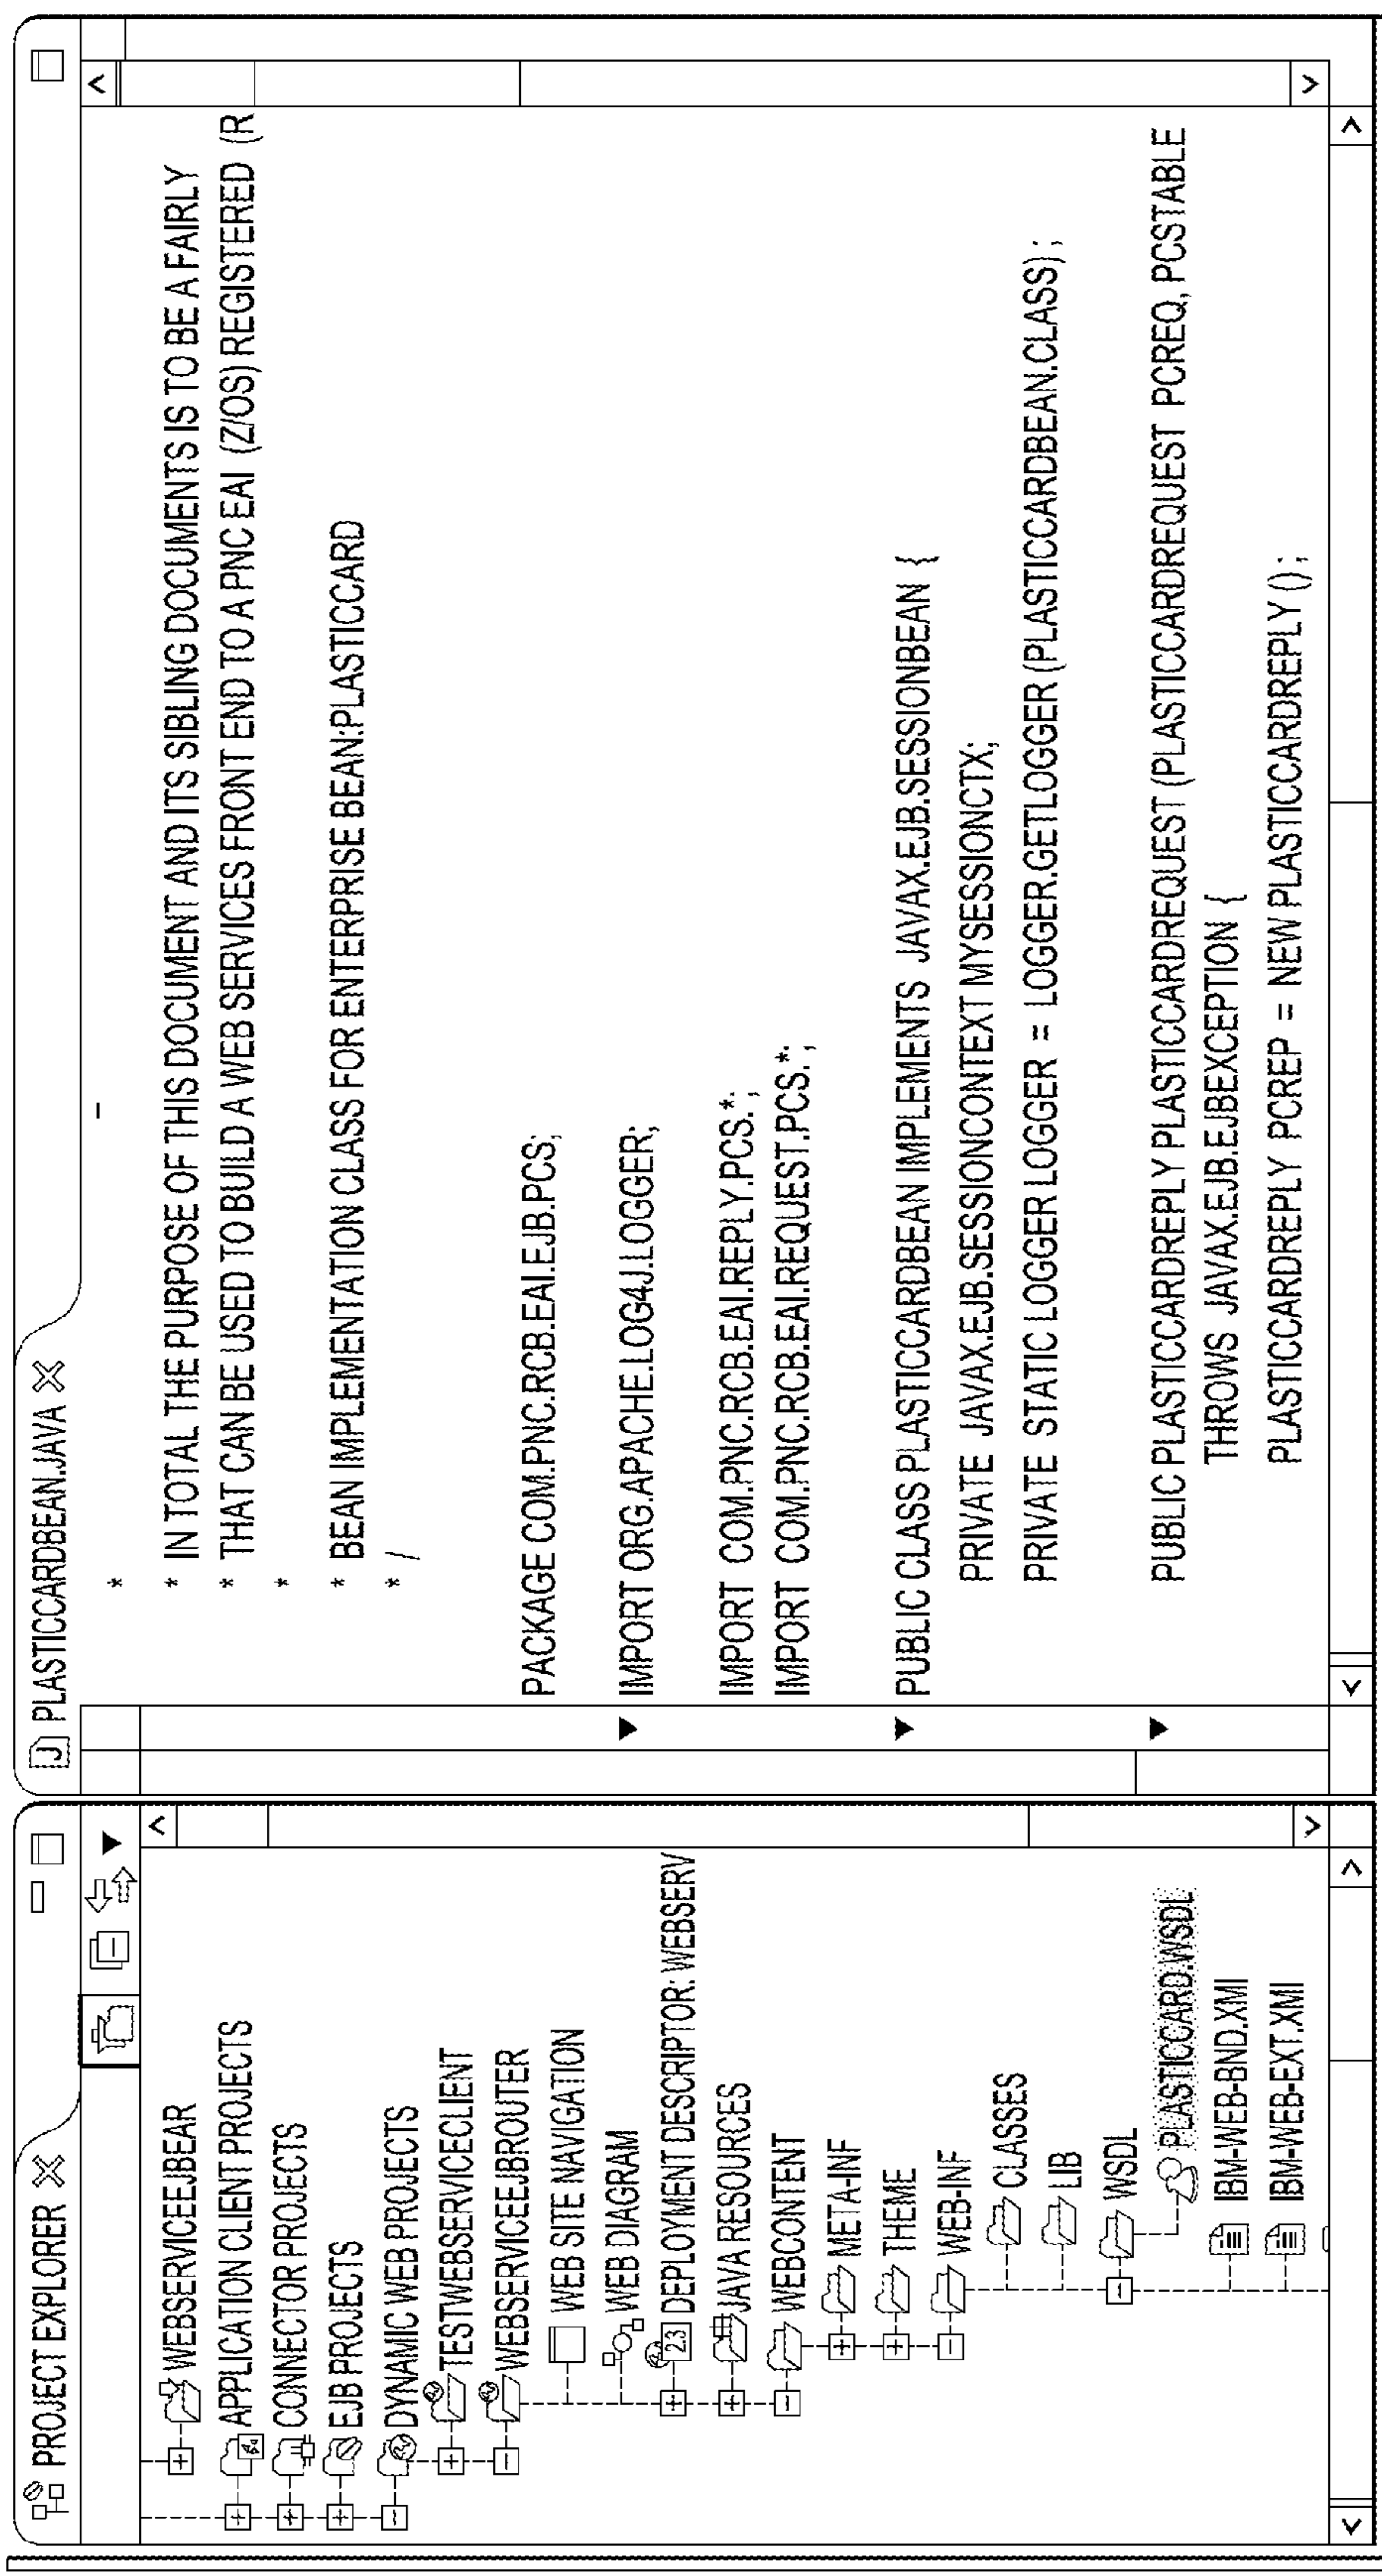 PROJECT EXPLORER
WEBSERVICEEJBEAR
APPLICATION CLIENT PROJECTS
CONNECTOR PROJECTS
EJB PROJECTS
DYNAMIC WEB PROJECTS
TESTWEBSERVICECLIENT
WEBSERVICEEJBROUTER
WEB SITE NAVIGATION
WEB DIAGRAM
2.3 DEPLOYMENT DESCRIPTOR: WEBSERV
JAVA RESOURCES
WEBCONTENT
META-INF
THEME
WEB-INF
CLASSES
LIB
WSDL
PLASTICCARD.WSDL
IBM-WEB-BND.XMI
IBM-WEB-EXT.XMI
J PLASTICCARDBEAN.JAVA
*
* IN TOTAL THE PURPOSE OF THIS DOCUMENT AND ITS SIBLING DOCUMENTS IS TO BE A FAIRLY
* THAT CAN BE USED TO BUILD A WEB SERVICES FRONT END TO A PNC EAI (Z/OS) REGISTERED (R
*
* BEAN IMPLEMENTATION CLASS FOR ENTERPRISE BEAN:PLASTICCARD
* /
PACKAGE COM.PNC.RCB.EAI.EJB.PCS;
IMPORT ORG.APACHE.LOG4J.LOGGER;
IMPORT COM.PNC.RCB.EAI.REPLY.PCS.*;
IMPORT COM.PNC.RCB.EAI.REQUEST.PCS.*;
PUBLIC CLASS PLASTICCARDBEAN IMPLEMENTS JAVAX.EJB.SESSIONBEAN {
PRIVATE JAVAX.EJB.SESSIONCONTEXT MYSESSIONCTX;
PRIVATE STATIC LOGGER LOGGER = LOGGER.GETLOGGER (PLASTICCARDBEAN.CLASS) ;
PUBLIC PLASTICCARDREPLY PLASTICCARDREQUEST (PLASTICCARDREQUEST PCREQ, PCSTABLE
THROWS JAVAX.EJB.EJBEXCEPTION {
PLASTICCARDREPLY PCREP = NEW PLASTICCARDREPLY () ;